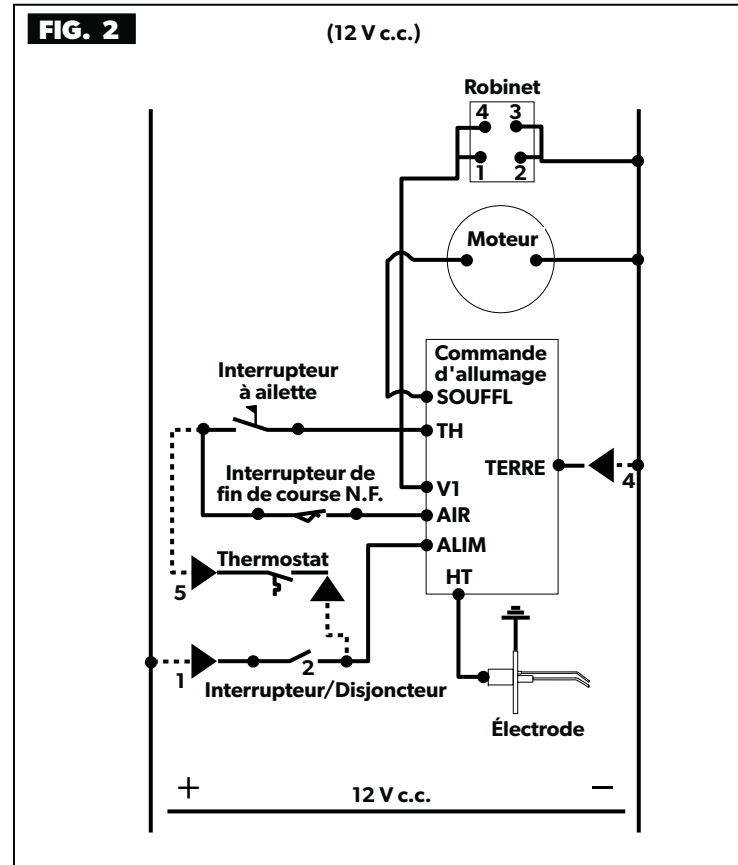 FIG. 2
(12 V c.c.)
Robinet
4 3
1 2
Moteur
Commande
d'allumage
SOUFFL
Interrupteur
à ailette
TH
TERRE
4
Interrupteur de
fin de course N.F.
V1
AIR
ALIM
Thermostat
5
HT
1
2
Interrupteur/Disjoncteur
Électrode
+ 12 V c.c. –